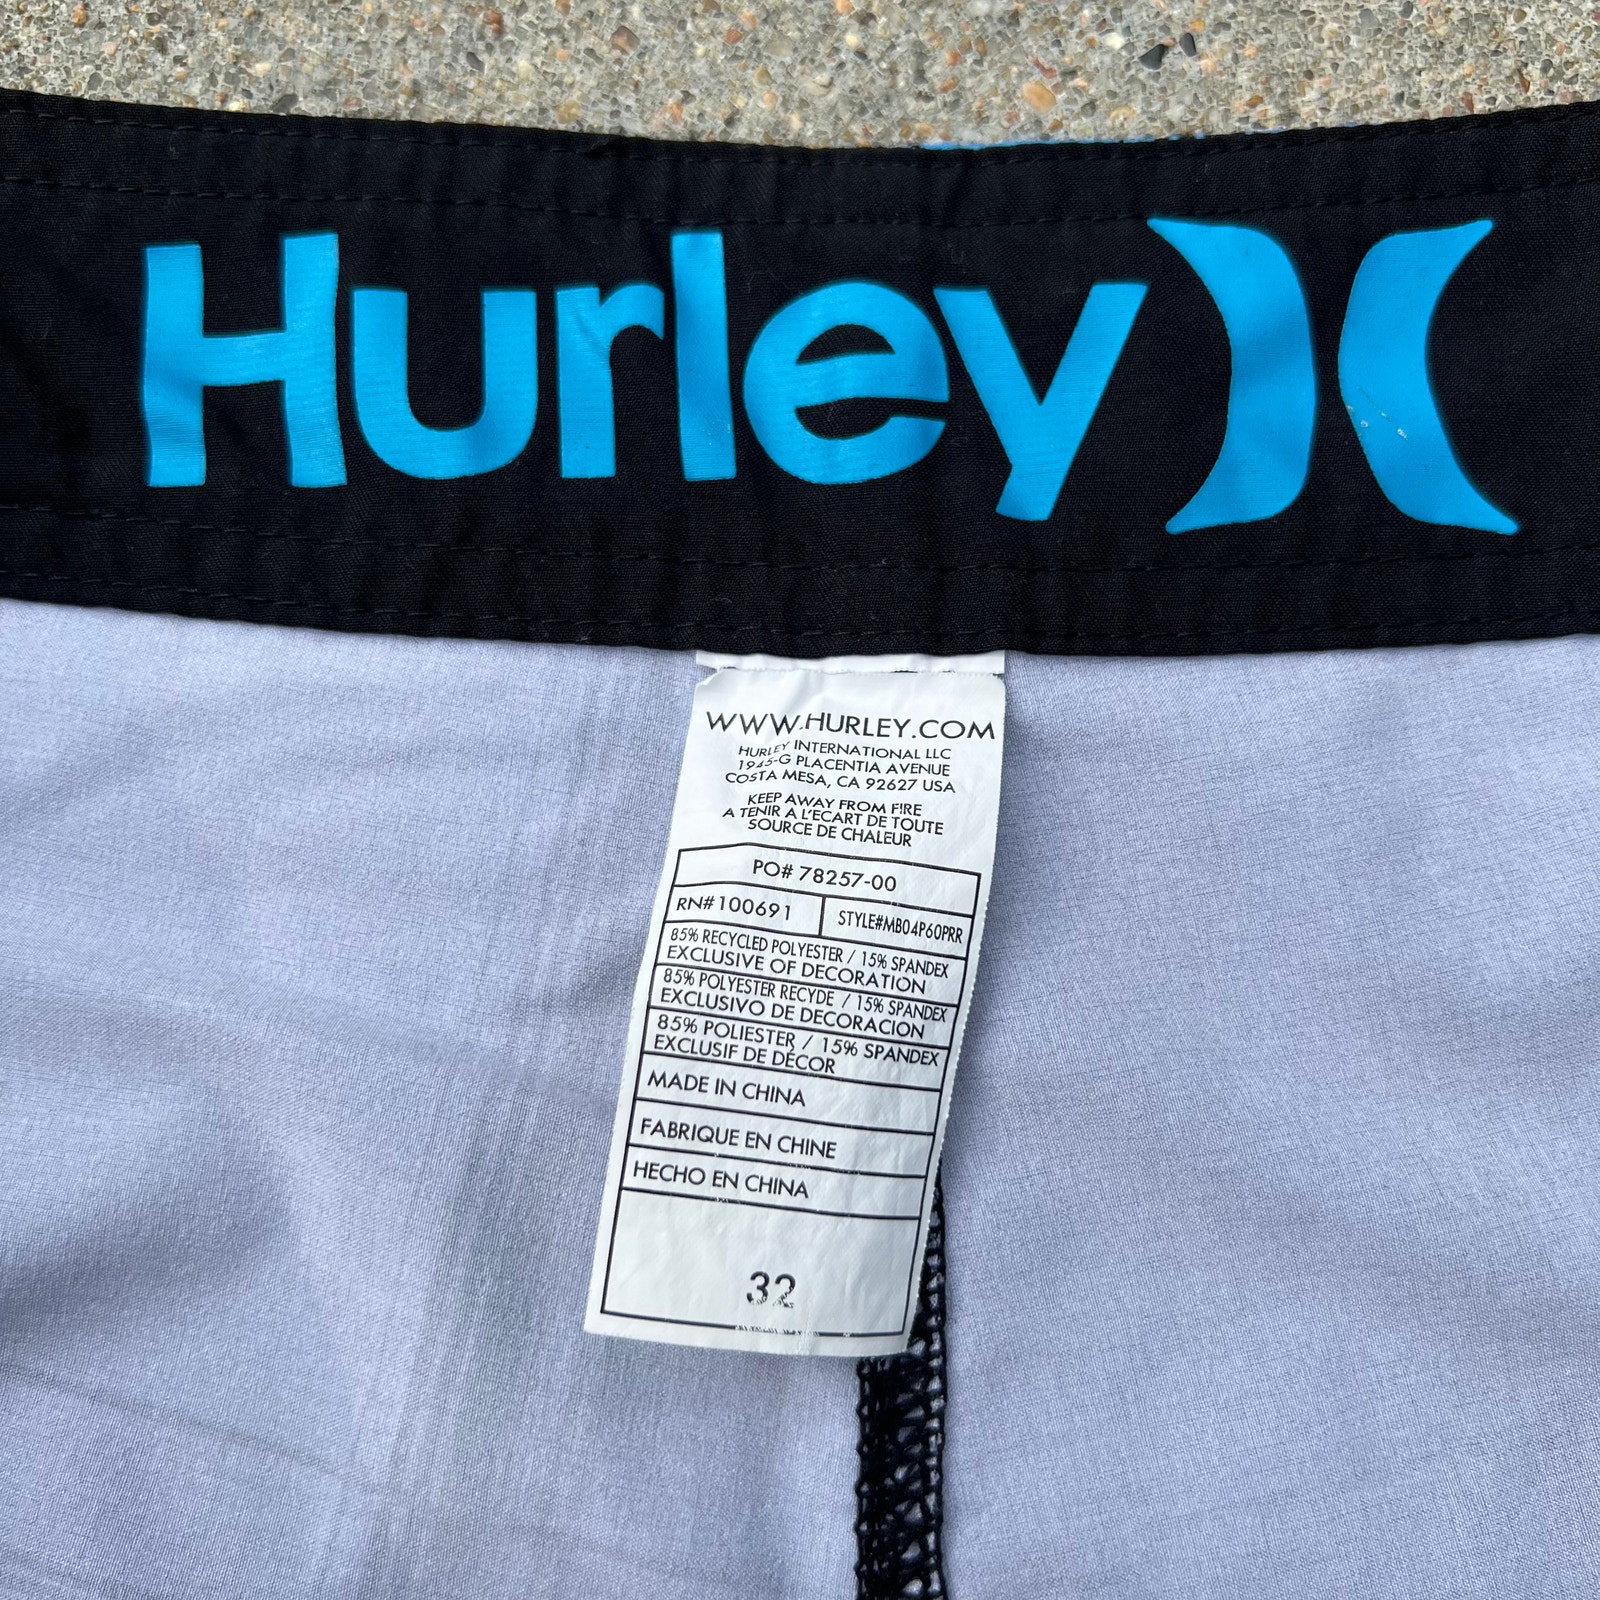 Hurley
WWW.HURLEY.COM
HURLEY INTERNATIONAL LLC
1945-G PLACENTIA AVENUE
COSTA MESA, CA 92627 USA
KEEP AWAY FROM FIRE
A TENIR A L'ECART DE TOUTE
SOURCE DE CHALEUR
PO# 78257-00
RN#100691 STYLE#MB04P60PRR
85% RECYCLED POLYESTER / 15% SPANDEX
EXCLUSIVE OF DECORATION
85% POLYESTER RECYDE / 15% SPANDEX
EXCLUSIVO DE DECORACION
85% POLIESTER / 15% SPANDEX
EXCLUSIF DE DÉCOR
MADE IN CHINA
FABRIQUE EN CHINE
HECHO EN CHINA
32